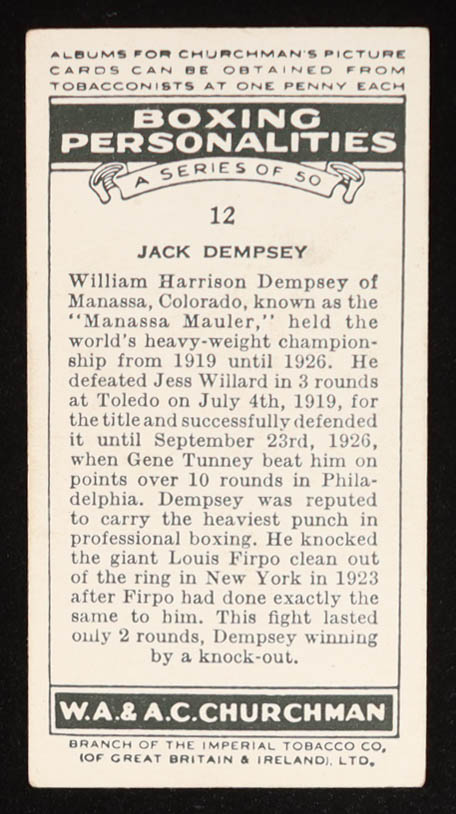 ALBUMS FOR CHURCHMAN'S PICTURE
CARDS CAN BE OBTAINED FROM
TOBACCONISTS AT ONE PENNY EACH
BOXING
PERSONALITIES
A SERIES OF 50
12
JACK DEMPSEY
William Harrison Dempsey of
Manassa, Colorado, known as the
"Manassa Mauler," held the
world's heavy-weight champion-
ship from 1919 until 1926. He
defeated Jess Willard in 3 rounds
at Toledo on July 4th, 1919, for
the title and successfully defended
it until September 23rd, 1926,
when Gene Tunney beat him on
points over 10 rounds in Phila-
delphia. Dempsey was reputed
to carry the heaviest punch in
professional boxing. He knocked
the giant Louis Firpo clean out
of the ring in New York in 1923
after Firpo had done exactly the
same to him. This fight lasted
only 2 rounds, Dempsey winning
by a knock-out.
W.A.& A.C.CHURCHMAN
BRANCH OF THE IMPERIAL TOBACCO CO,
(OF GREAT BRITAIN & IRELAND), LTD.